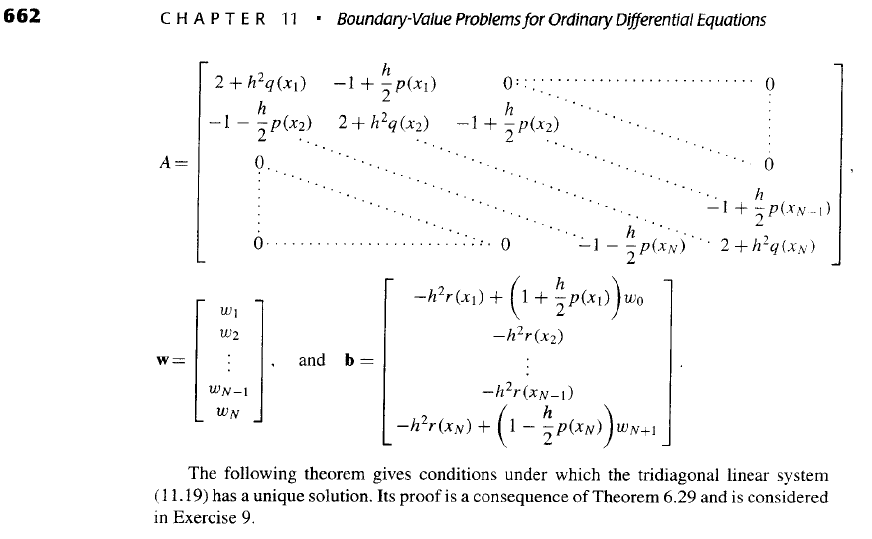 662 CHAPTER 11 • Boundary-Value Problems for Ordinary Differential Equations
A = [ 2 + h²q(x₁) −1 + h/2 p(x₁) 0 ⋯ 0
−1 − h/2 p(x₂) 2 + h²q(x₂) −1 + h/2 p(x₂)
0 0
−1 + h/2 p(x_{N−1})
0 ⋯ 0 −1 − h/2 p(x_N) 2 + h²q(x_N) ],
w = [ w₁ w₂ ⋮ w_{N−1} w_N ], and b = [ −h²r(x₁) + (1 + h/2 p(x₁)) w₀
−h²r(x₂)
⋮
−h²r(x_{N−1})
−h²r(x_N) + (1 − h/2 p(x_N)) w_{N+1} ].
The following theorem gives conditions under which the tridiagonal linear system
(11.19) has a unique solution. Its proof is a consequence of Theorem 6.29 and is considered
in Exercise 9.